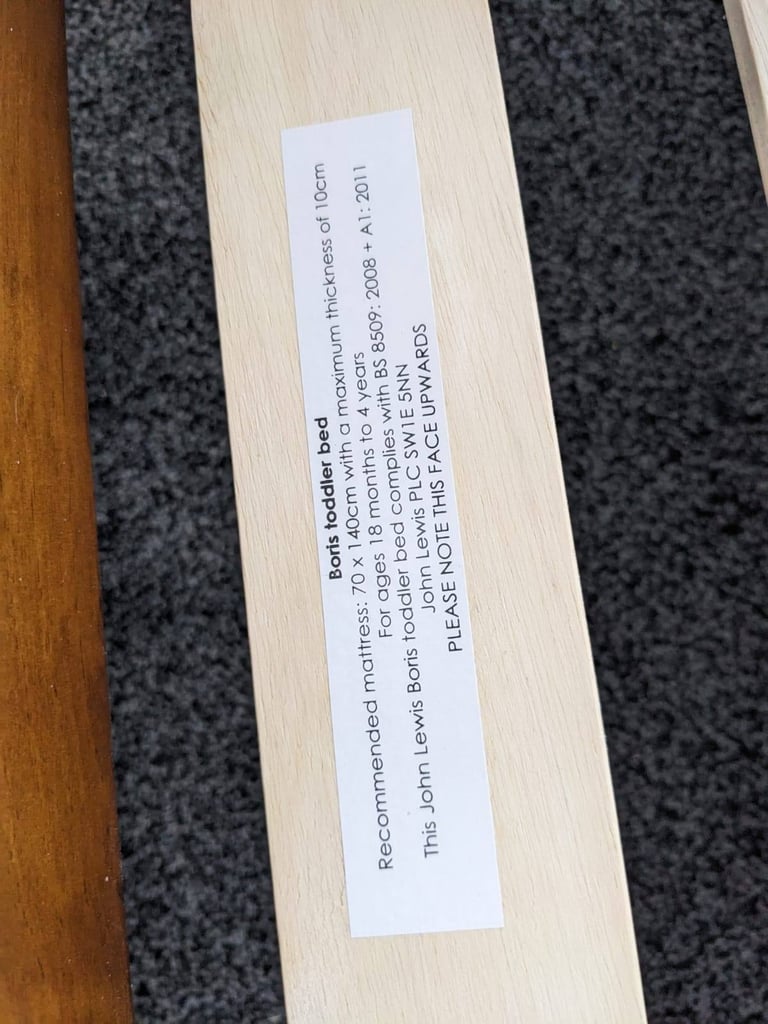 Boris toddler bed
Recommended mattress: 70 x 140cm with a maximum thickness of 10cm
For ages 18 months to 4 years
This John Lewis Boris toddler bed complies with BS 8509: 2008 + A1: 2011
John Lewis PLC SW1E 5NN
PLEASE NOTE THIS FACE UPWARDS